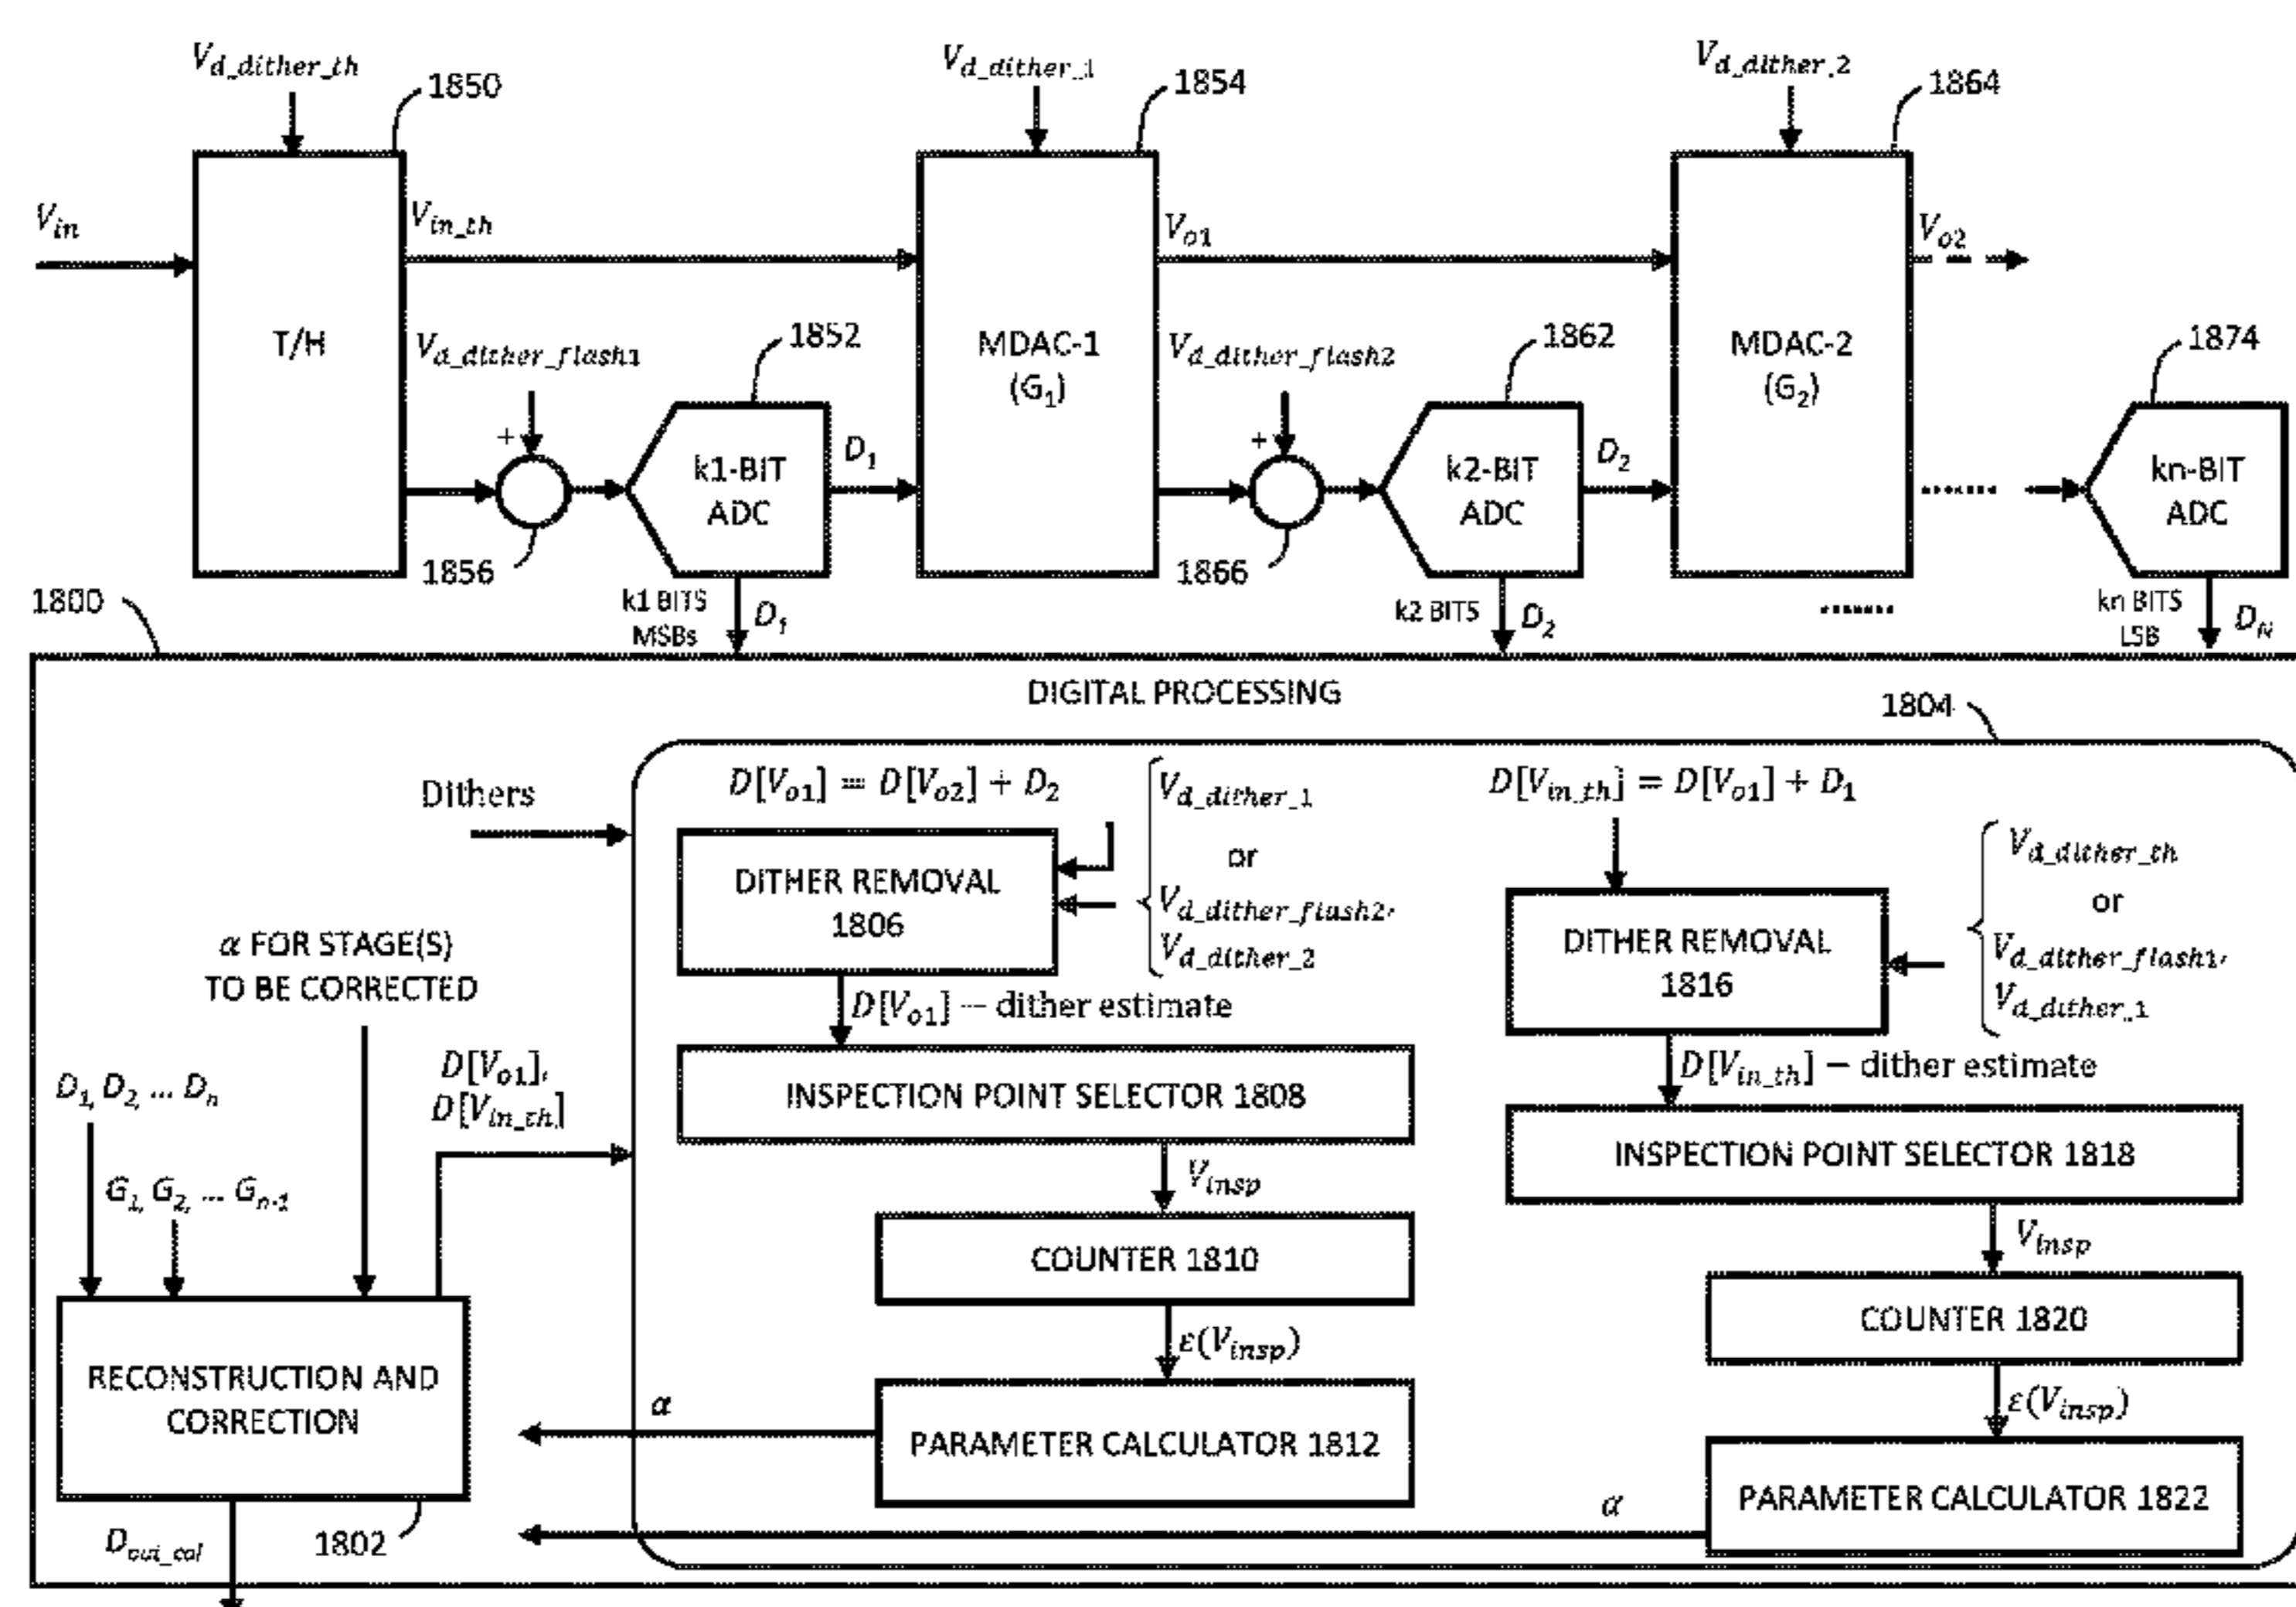 V_d_dither_th
1850
V_d_dither_1
1854
V_d_dither_2
1864
V_in
V_in_th
V_o1
V_o2
T/H
V_d_dither_flash1
1852
MDAC-1
(G_1)
V_d_dither_flash2
1862
MDAC-2
(G_2)
1874
+
k1-BIT
ADC
D_1
+
k2-BIT
ADC
D_2
........
kn-BIT
ADC
1856
1866
1800
k1 BITS
MSBs
D_1
k2 BITS
D_2
........
kn BITS
LSB
D_N
DIGITAL PROCESSING
1804
Dithers
D[V_o1] = D[V_o2] + D_2
V_d_dither_1
or
V_d_dither_flash2,
V_d_dither_2
D[V_in_th] = D[V_o1] + D_1
V_d_dither_th
or
V_d_dither_flash1,
V_d_dither_1
DITHER REMOVAL
1806
DITHER REMOVAL
1816
α FOR STAGE(S)
TO BE CORRECTED
D[V_o1] − dither estimate
D[V_in_th] − dither estimate
D_1, D_2, ... D_n
D[V_o1],
D[V_in_th]
INSPECTION POINT SELECTOR 1808
INSPECTION POINT SELECTOR 1818
G_1, G_2, ... G_n-1
V_insp
V_insp
COUNTER 1810
COUNTER 1820
ε(V_insp)
ε(V_insp)
RECONSTRUCTION AND
CORRECTION
α
PARAMETER CALCULATOR 1812
α
PARAMETER CALCULATOR 1822
D_out_cal
1802